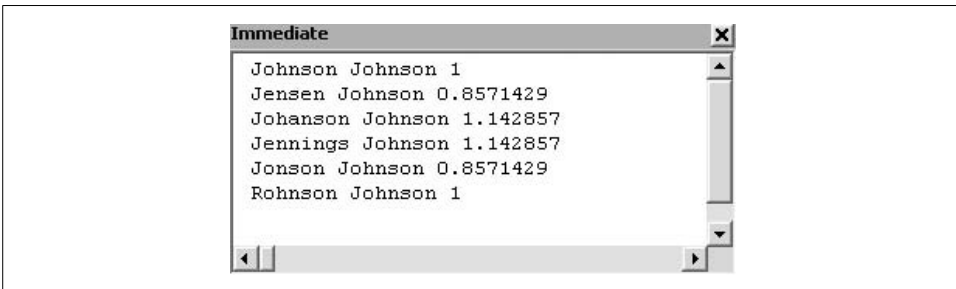 Immediate
Johnson Johnson 1
Jensen Johnson 0.8571429
Johanson Johnson 1.142857
Jennings Johnson 1.142857
Jonson Johnson 0.8571429
Rohnson Johnson 1